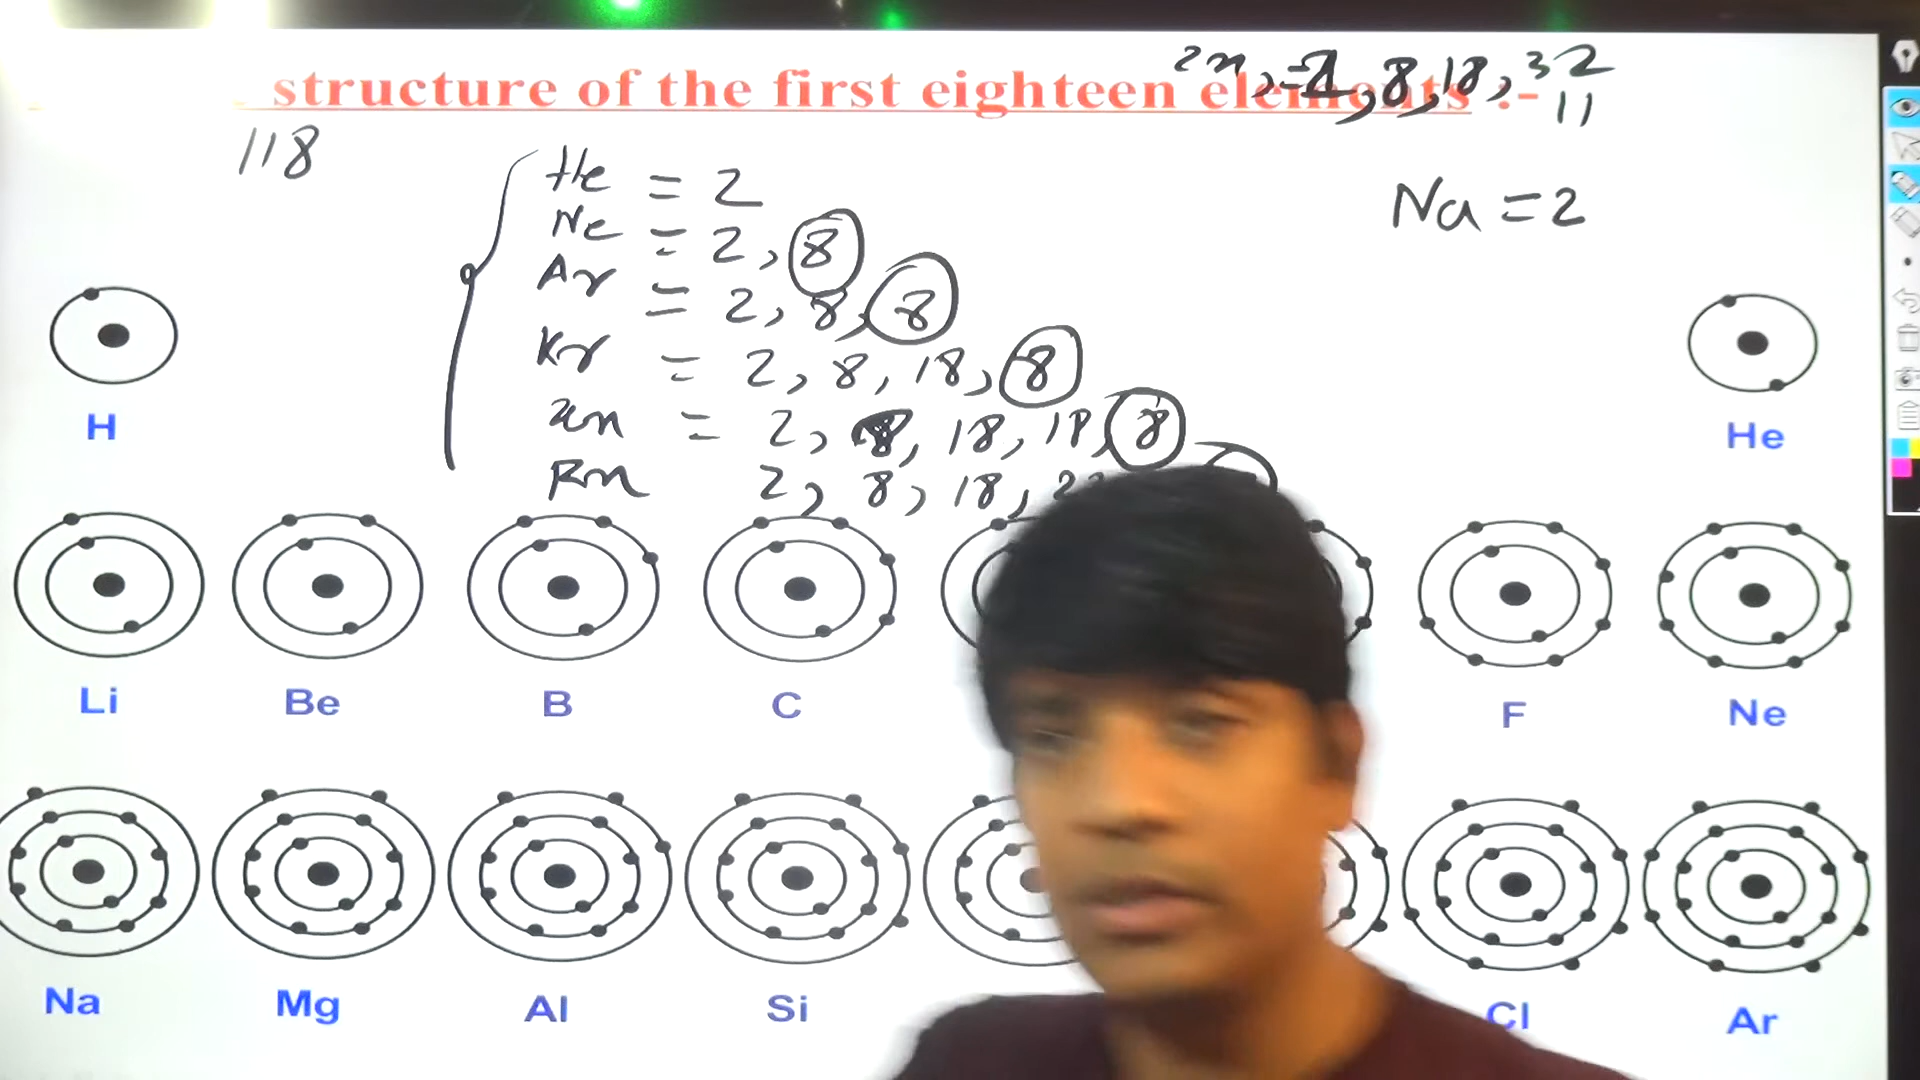 structure of the first eighteen elements :-
2n, 2, 8, 18, 32
11
118
He = 2
Ne = 2, 8
Ar = 2, 8, 8
Kr = 2, 8, 18, 8
= 2, 8, 18, 18, 8
Rn 2, 8, 18,
Na = 2
H He
Li Be B C F Ne
Na Mg Al Si Cl Ar